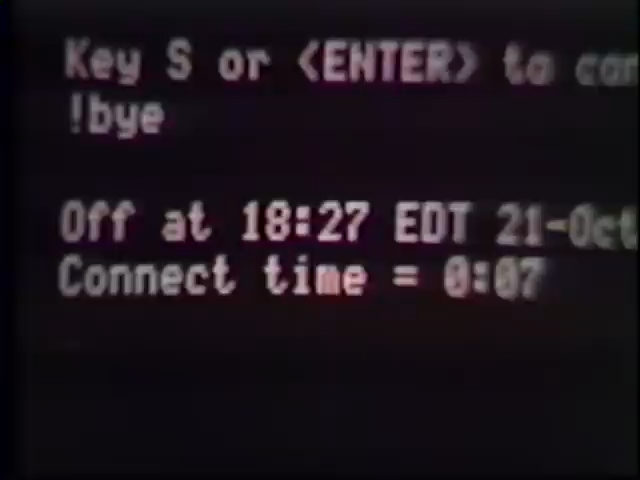 Key S or <ENTER> to
!bye
Off at 18:27 EDT 21-Oct
Connect time = 0:07